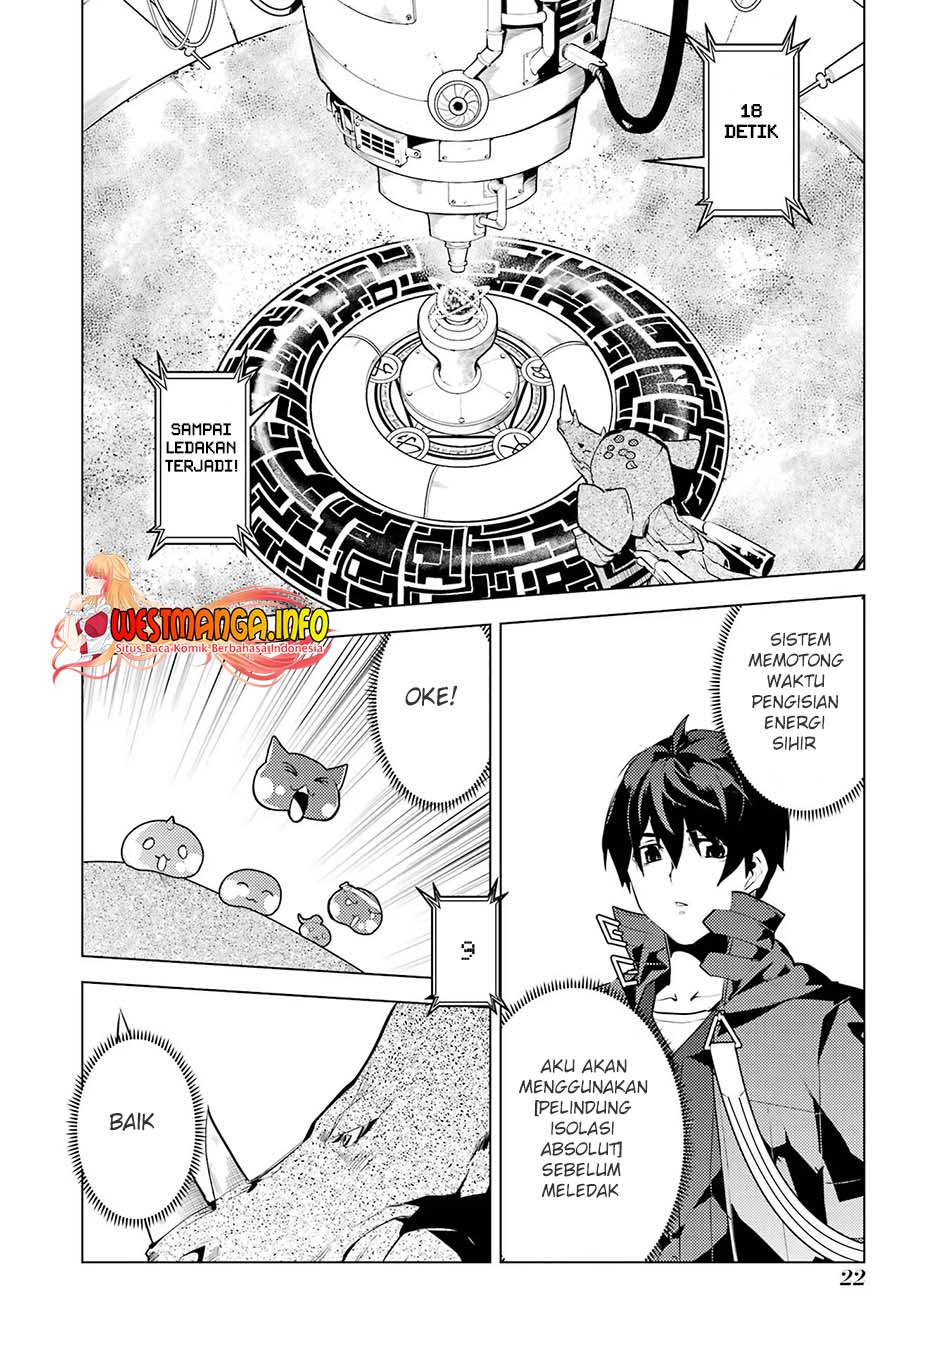 18
DETIK
SAMPAI
LEDAKAN
TERJADI!
WESTMANGA.INFO
Situs Baca Komik Berbahasa Indonesia
SISTEM
MEMOTONG
WAKTU
PENGISIAN
ENERGI
SIHIR
OKE!
9
AKU AKAN
MENGGUNAKAN
[PELINDUNG
ISOLASI
ABSOLUT]
SEBELUM
MELEDAK
BAIK
22